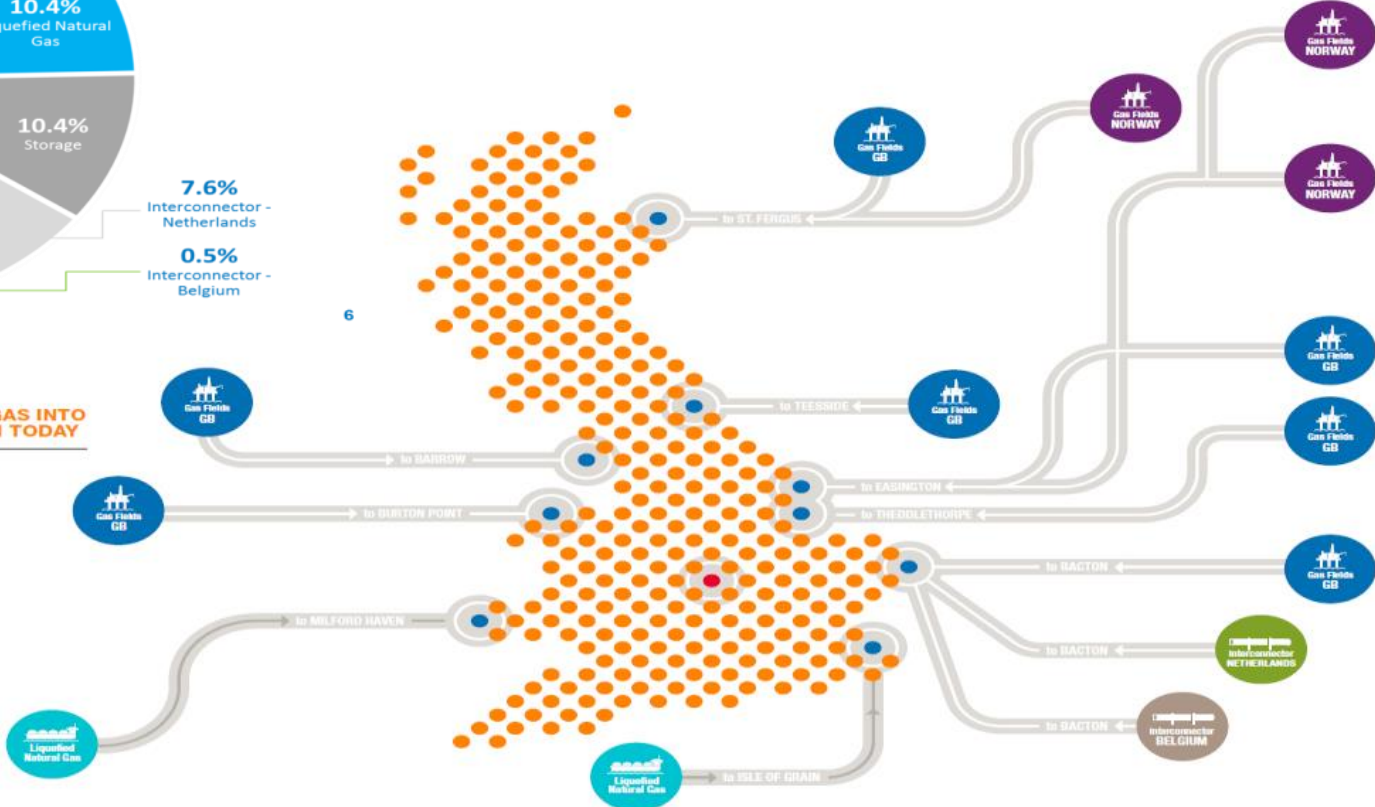 10.4%
quefied Natural
Gas
10.4%
Storage
7.6%
Interconnector -
Netherlands
0.5%
Interconnector -
Belgium
6
GAS INTO
TODAY
Gas Fields
NORWAY
Gas Fields
NORWAY
Gas Fields
GB
Gas Fields
NORWAY
to ST. FERGUS
Gas Fields
GB
Gas Fields
GB
to TEESSIDE
Gas Fields
GB
Gas Fields
GB
to BARROW
to EASINGTON
Gas Fields
GB
to BURTON POINT
to THEDDLETHORPE
to BACTON
Gas Fields
GB
to MILFORD HAVEN
to BACTON
Interconnector
NETHERLANDS
to BACTON
Interconnector
BELGIUM
Liquefied
Natural Gas
Liquefied
Natural Gas
to ISLE OF GRAIN